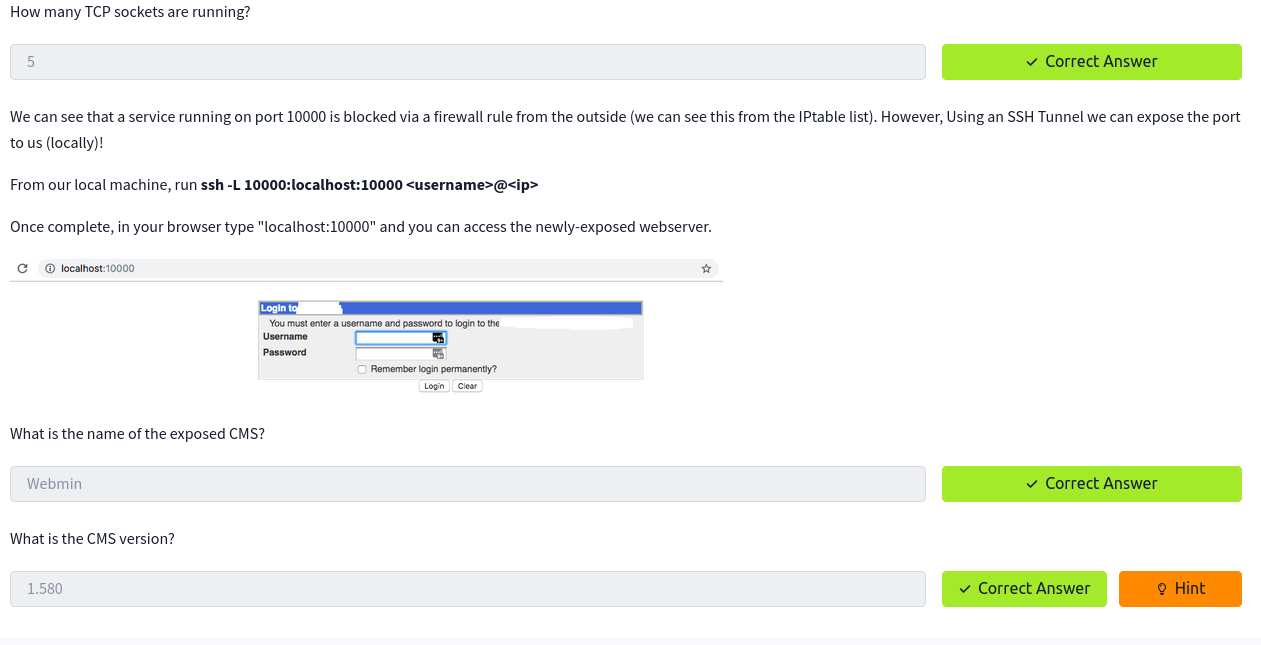 How many TCP sockets are running?
5
✓ Correct Answer
We can see that a service running on port 10000 is blocked via a firewall rule from the outside (we can see this from the IPtable list). However, Using an SSH Tunnel we can expose the port
to us (locally)!
From our local machine, run ssh -L 10000:localhost:10000 <username>@<ip>
Once complete, in your browser type "localhost:10000" and you can access the newly-exposed webserver.
localhost:10000
Login to
You must enter a username and password to login to the
Username
Password
Remember login permanently?
Login Clear
What is the name of the exposed CMS?
Webmin
✓ Correct Answer
What is the CMS version?
1.580
✓ Correct Answer
Hint